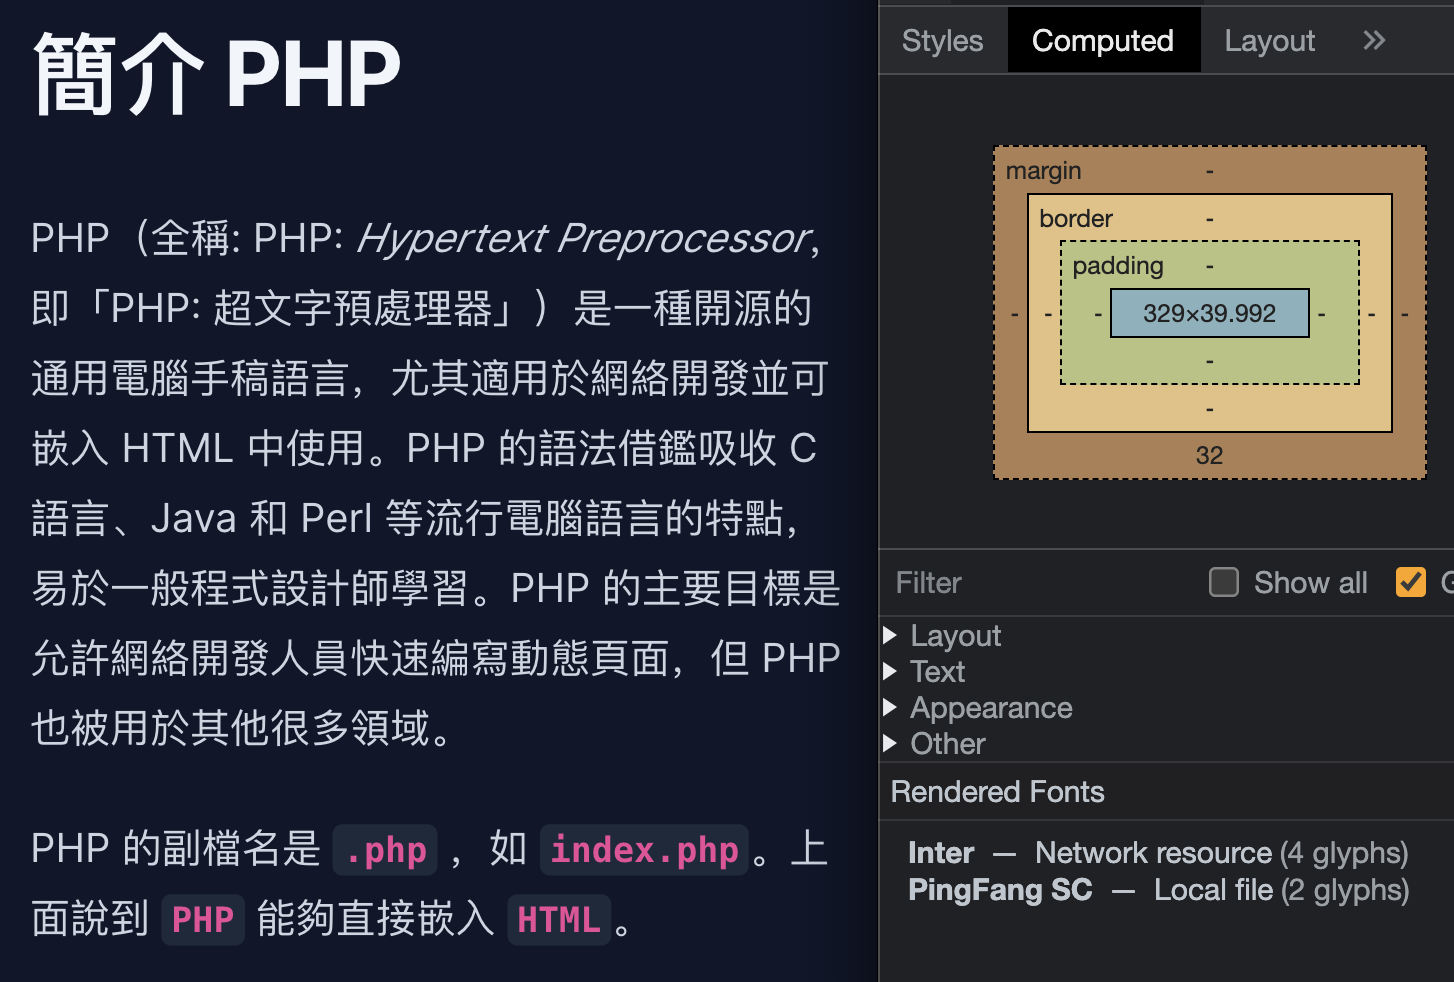 簡介 PHP
PHP（全稱: PHP: Hypertext Preprocessor,
即「PHP: 超文字預處理器」）是一種開源的
通用電腦手稿語言，尤其適用於網絡開發並可
嵌入 HTML 中使用。PHP 的語法借鑑吸收 C
語言、Java 和 Perl 等流行電腦語言的特點，
易於一般程式設計師學習。PHP 的主要目標是
允許網絡開發人員快速編寫動態頁面，但 PHP
也被用於其他很多領域。
PHP 的副檔名是 .php ，如 index.php 。上
面說到 PHP 能夠直接嵌入 HTML 。
Styles Computed Layout »
margin -
border -
padding -
- - - 329×39.992 - - -
-
-
32
Filter Show all G
Layout
Text
Appearance
Other
Rendered Fonts
Inter — Network resource (4 glyphs)
PingFang SC — Local file (2 glyphs)